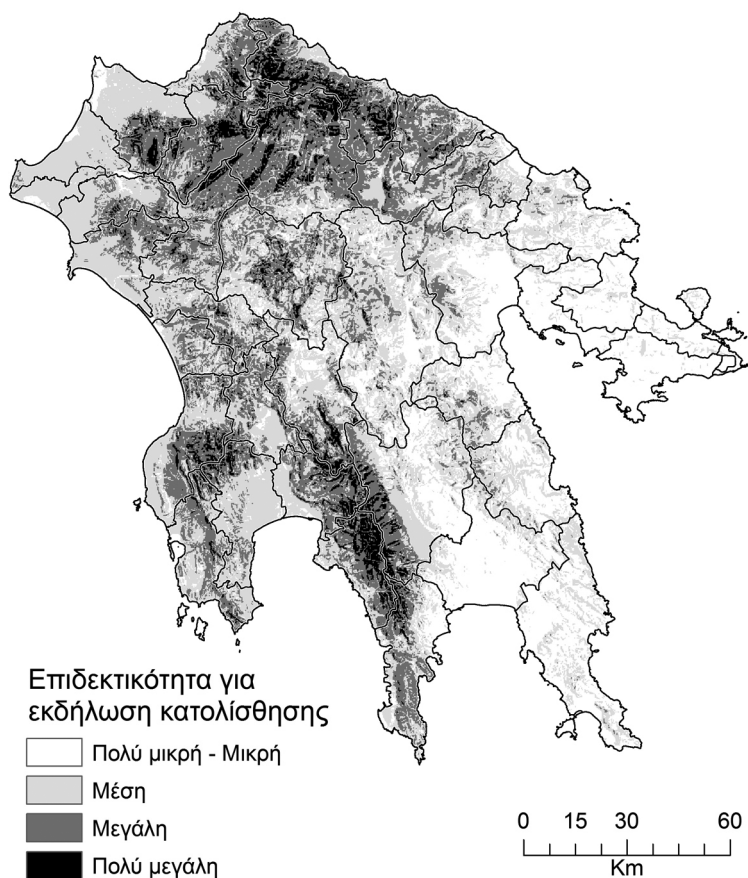 Επιδεκτικότητα για
εκδήλωση κατολίσθησης
Πολύ μικρή - Μικρή
Μέση
Μεγάλη
Πολύ μεγάλη
0 15 30 60
Km